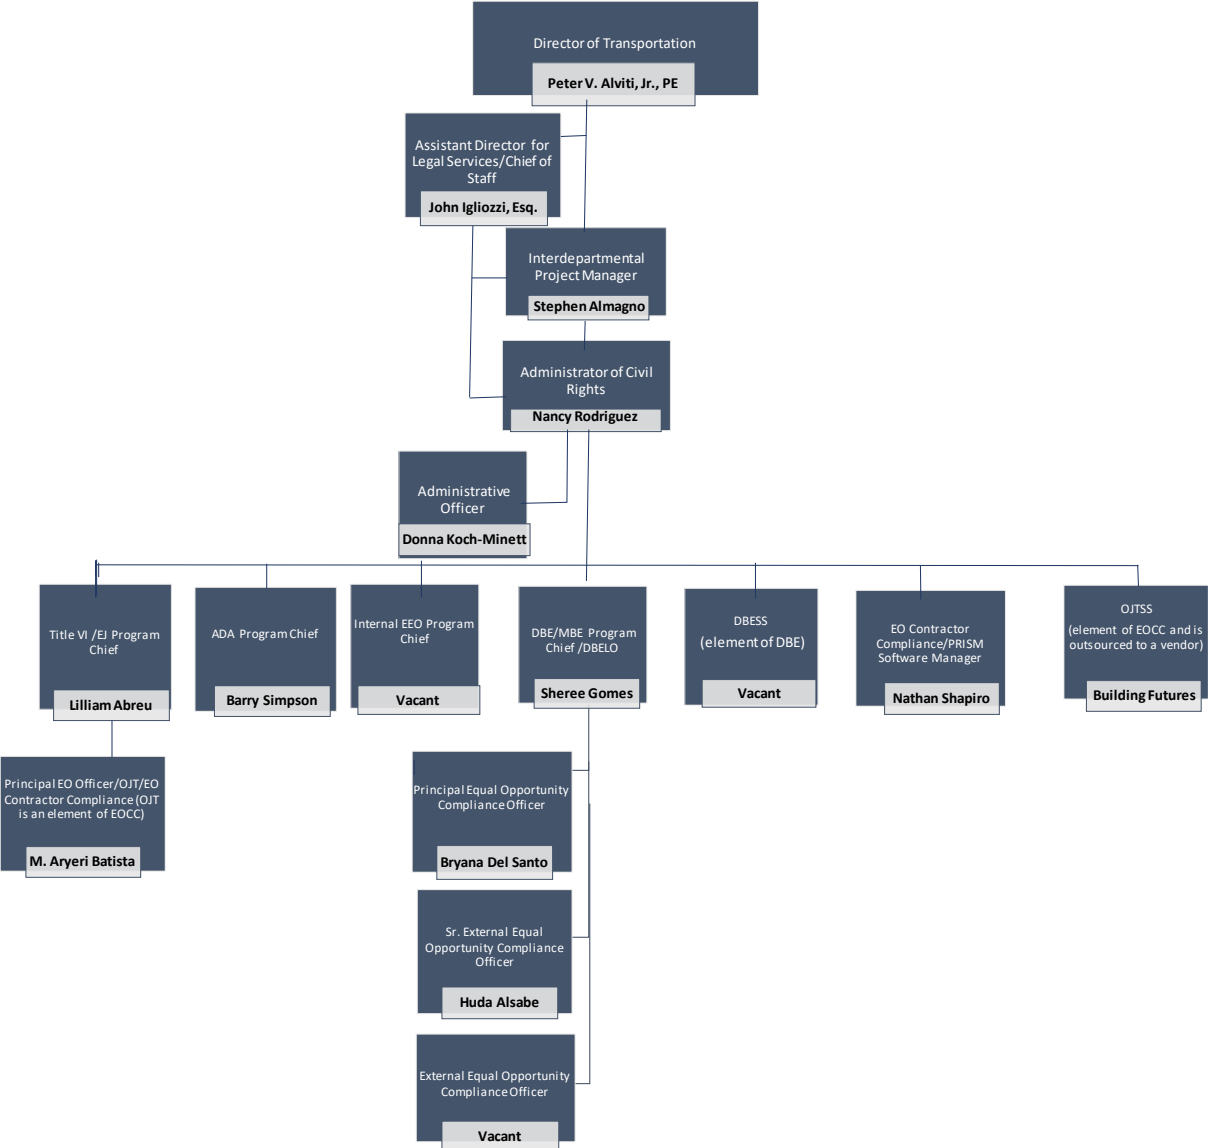 Director of Transportation
Peter V. Alviti, Jr., PE
Assistant Director for
Legal Services/Chief of
Staff
John Igliozzi, Esq.
Interdepartmental
Project Manager
Stephen Almagno
Administrator of Civil
Rights
Nancy Rodriguez
Administrative
Officer
Donna Koch-Minett
Title VI /EJ Program
Chief
Lilliam Abreu
ADA Program Chief
Barry Simpson
Internal EEO Program
Chief
Vacant
DBE/MBE Program
Chief /DBELO
Sheree Gomes
DBESS
(element of DBE)
Vacant
EO Contractor
Compliance/PRISM
Software Manager
Nathan Shapiro
OJTSS
(element of EOCC and is
outsourced to a vendor)
Building Futures
Principal EO Officer/OJT/EO
Contractor Compliance (OJT
is an element of EOCC)
M. Aryeri Batista
Principal Equal Opportunity
Compliance Officer
Bryana Del Santo
Sr. External Equal
Opportunity Compliance
Officer
Huda Alsabe
External Equal Opportunity
Compliance Officer
Vacant